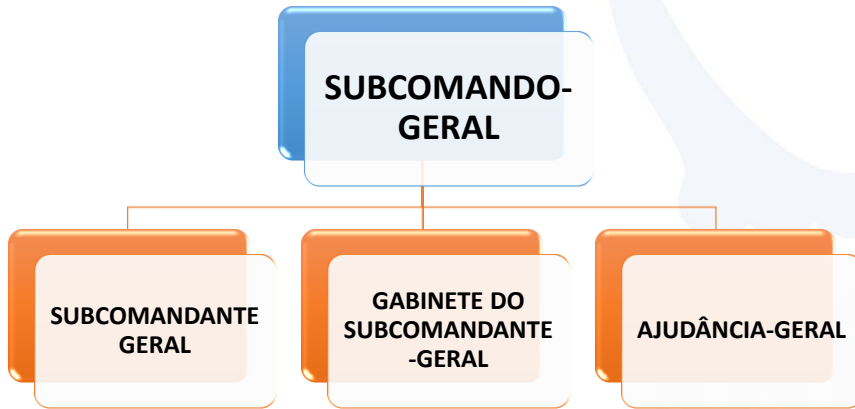 SUBCOMANDO-
GERAL
SUBCOMANDANTE
GERAL
GABINETE DO
SUBCOMANDANTE
-GERAL
AJUDÂNCIA-GERAL